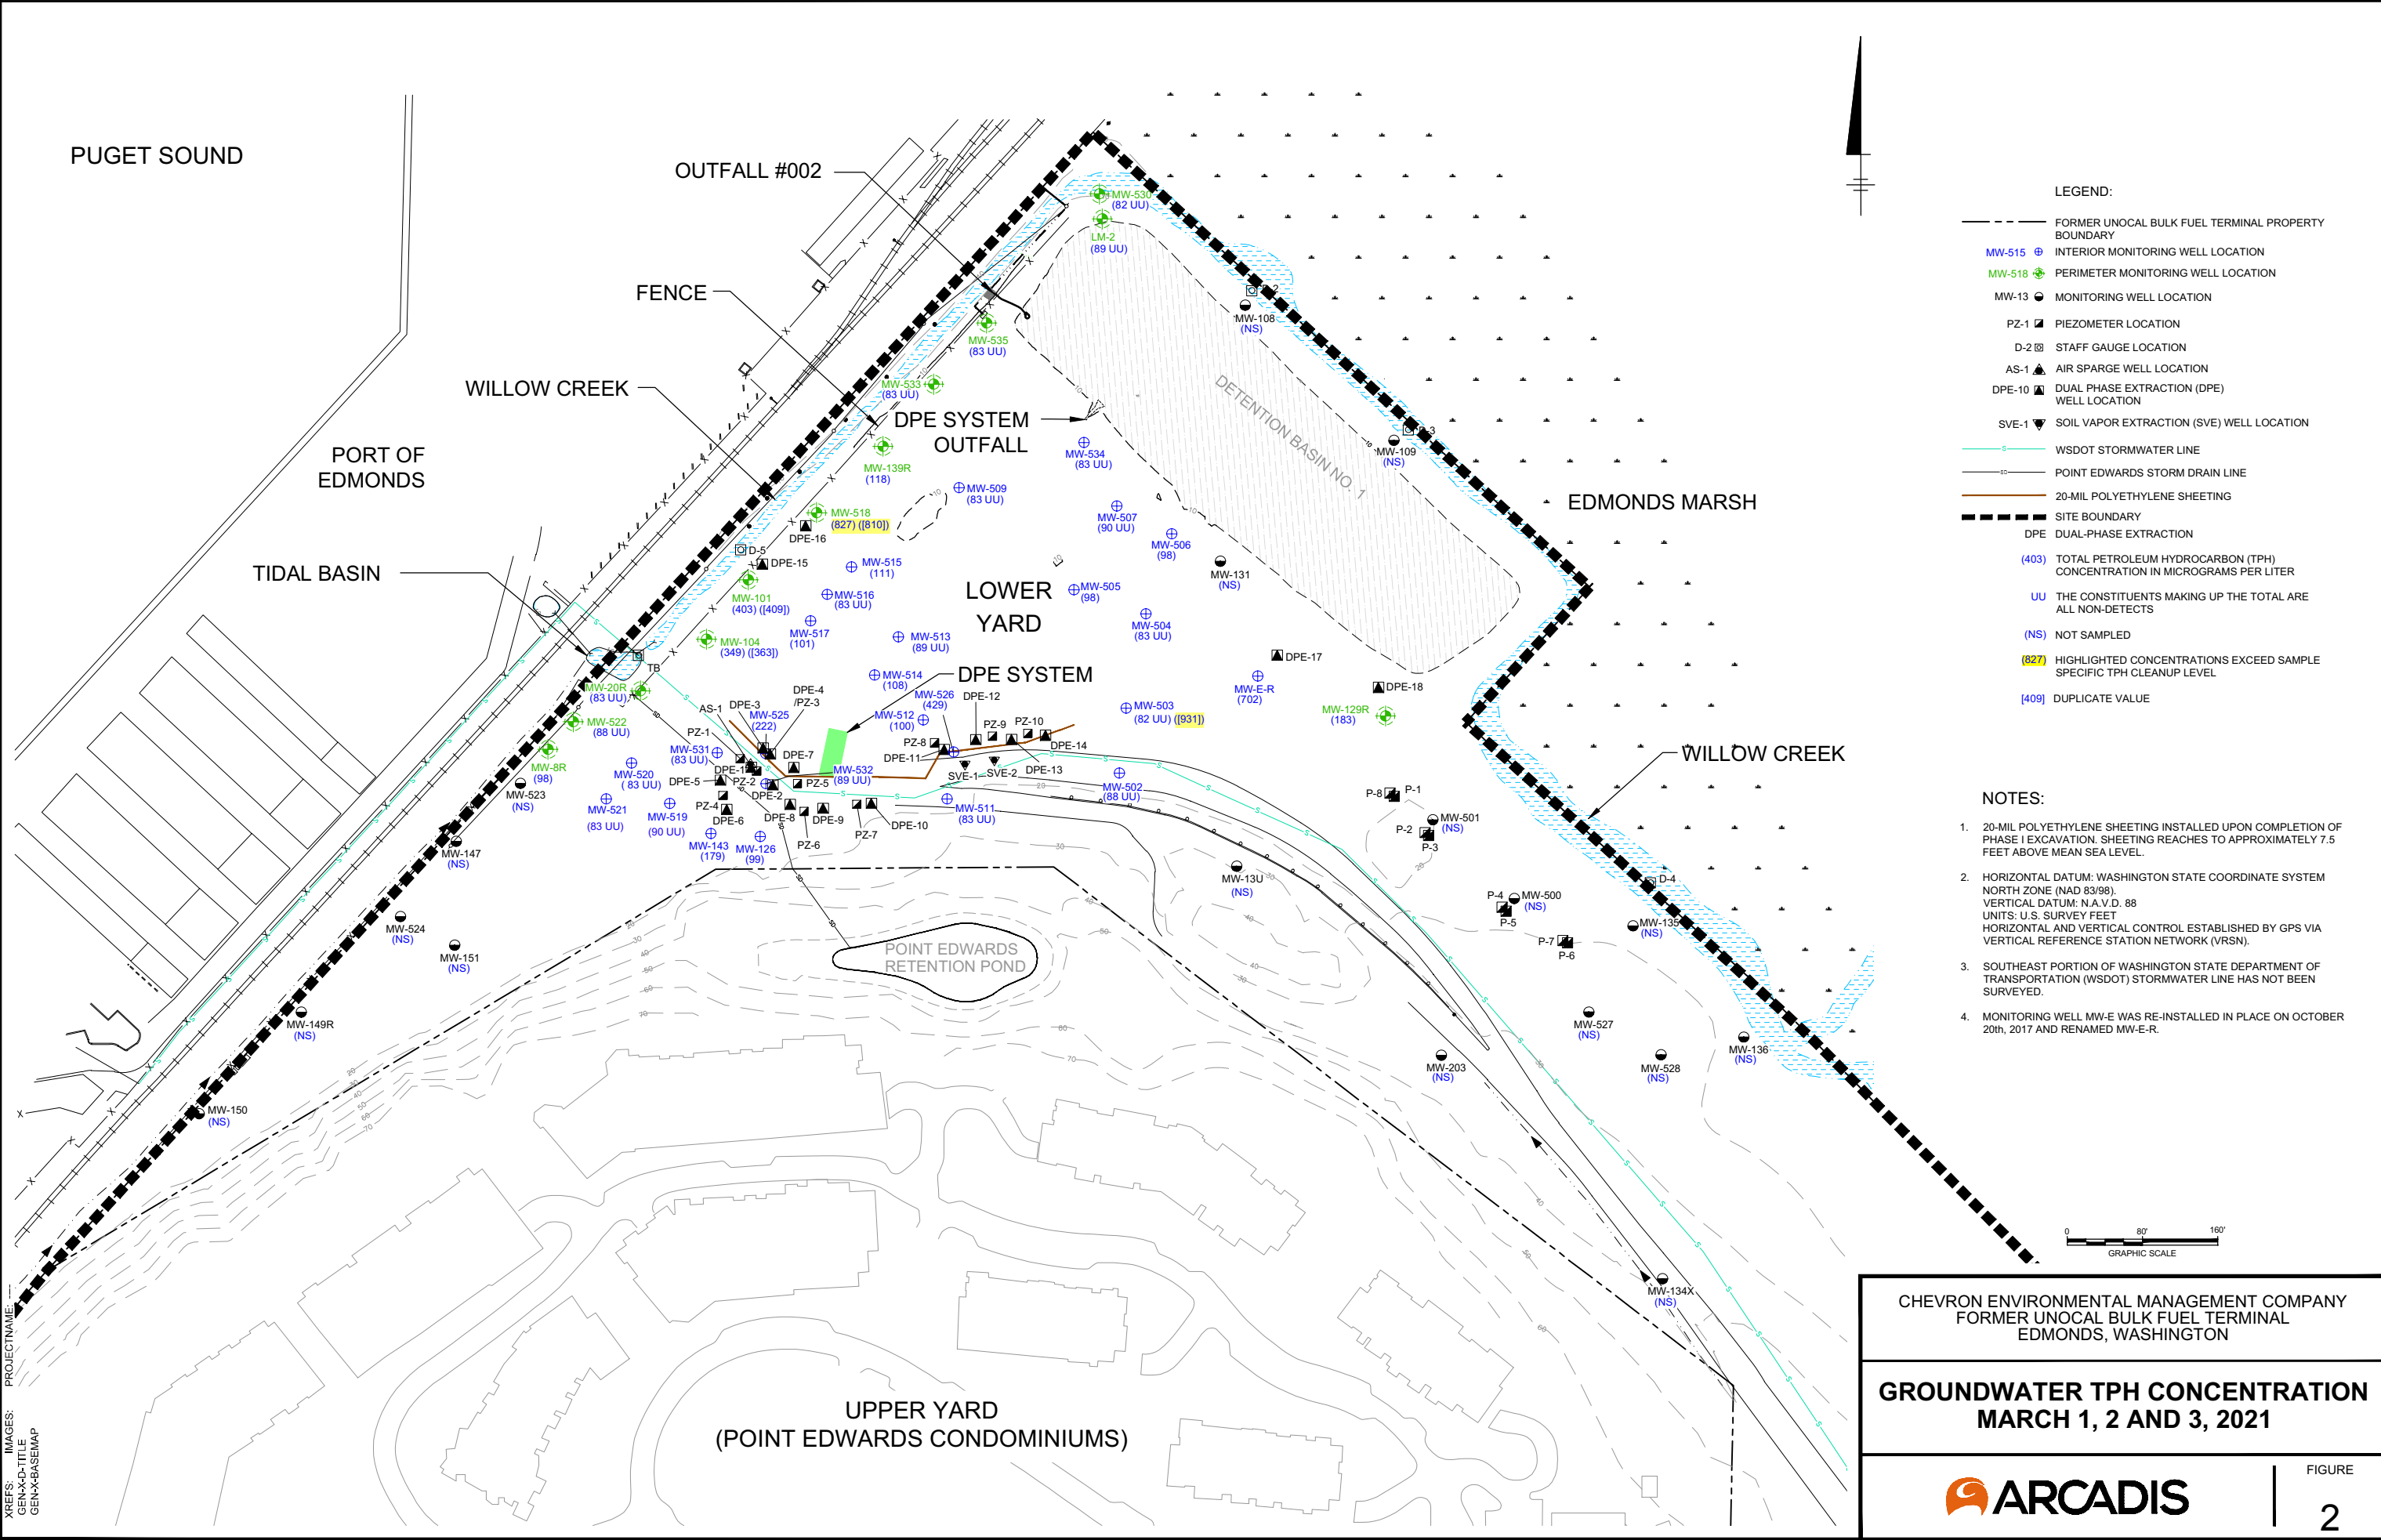 PUGET SOUND
OUTFALL #002
FENCE
WILLOW CREEK
PORT OF
EDMONDS
TIDAL BASIN
DPE SYSTEM
OUTFALL
DETENTION BASIN NO. 1
EDMONDS MARSH
LOWER
YARD
DPE SYSTEM
WILLOW CREEK
POINT EDWARDS
RETENTION POND
UPPER YARD
(POINT EDWARDS CONDOMINIUMS)
MW-530
(82 UU)
LM-2
(89 UU)
MW-108
(NS)
MW-535
(83 UU)
MW-533
(83 UU)
MW-109
(NS)
MW-534
(83 UU)
MW-139R
(118)
MW-509
(83 UU)
MW-507
(90 UU)
MW-518
(827) ([810])
DPE-16
MW-506
(98)
D-5
DPE-15
MW-515
(111)
MW-131
(NS)
MW-101
(403) ([409])
MW-516
(83 UU)
MW-505
(98)
MW-517
(101)
MW-504
(83 UU)
MW-104
(349) ([363])
MW-513
(89 UU)
TB
DPE-17
MW-514
(108)
MW-E-R
(702)
DPE-18
MW-20R
(83 UU)
DPE-4
/PZ-3
MW-526
(429)
DPE-12
AS-1
DPE-3
MW-525
(222)
MW-512
(100)
MW-503
(82 UU) ([931])
MW-129R
(183)
MW-522
(88 UU)
PZ-1
PZ-9
PZ-10
PZ-8
DPE-14
MW-531
(83 UU)
DPE-7
DPE-11
MW-8R
(98)
MW-520
( 83 UU)
DPE-1
MW-532
(89 UU)
SVE-1
SVE-2
DPE-13
DPE-5
PZ-2
PZ-5
MW-502
(88 UU)
MW-523
(NS)
DPE-2
P-8
P-1
MW-521
(83 UU)
MW-519
(90 UU)
PZ-4
DPE-6
DPE-8
DPE-9
DPE-10
MW-511
(83 UU)
MW-501
(NS)
PZ-7
P-2
P-3
MW-143
(179)
MW-126
(99)
PZ-6
MW-147
(NS)
MW-13U
(NS)
D-4
P-4
MW-500
(NS)
P-5
MW-524
(NS)
MW-135
(NS)
MW-151
(NS)
P-7
P-6
MW-149R
(NS)
MW-527
(NS)
MW-136
(NS)
MW-203
(NS)
MW-528
(NS)
MW-150
(NS)
MW-134X
(NS)
LEGEND:
FORMER UNOCAL BULK FUEL TERMINAL PROPERTY
BOUNDARY
MW-515 INTERIOR MONITORING WELL LOCATION
MW-518 PERIMETER MONITORING WELL LOCATION
MW-13 MONITORING WELL LOCATION
PZ-1 PIEZOMETER LOCATION
D-2 STAFF GAUGE LOCATION
AS-1 AIR SPARGE WELL LOCATION
DPE-10 DUAL PHASE EXTRACTION (DPE)
WELL LOCATION
SVE-1 SOIL VAPOR EXTRACTION (SVE) WELL LOCATION
S WSDOT STORMWATER LINE
SD POINT EDWARDS STORM DRAIN LINE
20-MIL POLYETHYLENE SHEETING
SITE BOUNDARY
DPE DUAL-PHASE EXTRACTION
(403) TOTAL PETROLEUM HYDROCARBON (TPH)
CONCENTRATION IN MICROGRAMS PER LITER
UU THE CONSTITUENTS MAKING UP THE TOTAL ARE
ALL NON-DETECTS
(NS) NOT SAMPLED
(827) HIGHLIGHTED CONCENTRATIONS EXCEED SAMPLE
SPECIFIC TPH CLEANUP LEVEL
[409] DUPLICATE VALUE
NOTES:
1. 20-MIL POLYETHYLENE SHEETING INSTALLED UPON COMPLETION OF
PHASE I EXCAVATION. SHEETING REACHES TO APPROXIMATELY 7.5
FEET ABOVE MEAN SEA LEVEL.
2. HORIZONTAL DATUM: WASHINGTON STATE COORDINATE SYSTEM
NORTH ZONE (NAD 83/98).
VERTICAL DATUM: N.A.V.D. 88
UNITS: U.S. SURVEY FEET
HORIZONTAL AND VERTICAL CONTROL ESTABLISHED BY GPS VIA
VERTICAL REFERENCE STATION NETWORK (VRSN).
3. SOUTHEAST PORTION OF WASHINGTON STATE DEPARTMENT OF
TRANSPORTATION (WSDOT) STORMWATER LINE HAS NOT BEEN
SURVEYED.
4. MONITORING WELL MW-E WAS RE-INSTALLED IN PLACE ON OCTOBER
20th, 2017 AND RENAMED MW-E-R.
0 80' 160'
GRAPHIC SCALE
CHEVRON ENVIRONMENTAL MANAGEMENT COMPANY
FORMER UNOCAL BULK FUEL TERMINAL
EDMONDS, WASHINGTON
GROUNDWATER TPH CONCENTRATION
MARCH 1, 2 AND 3, 2021
ARCADIS
FIGURE
2
XREFS: IMAGES: PROJECTNAME: ----
GEN-X-D-TITLE
GEN-X-BASEMAP